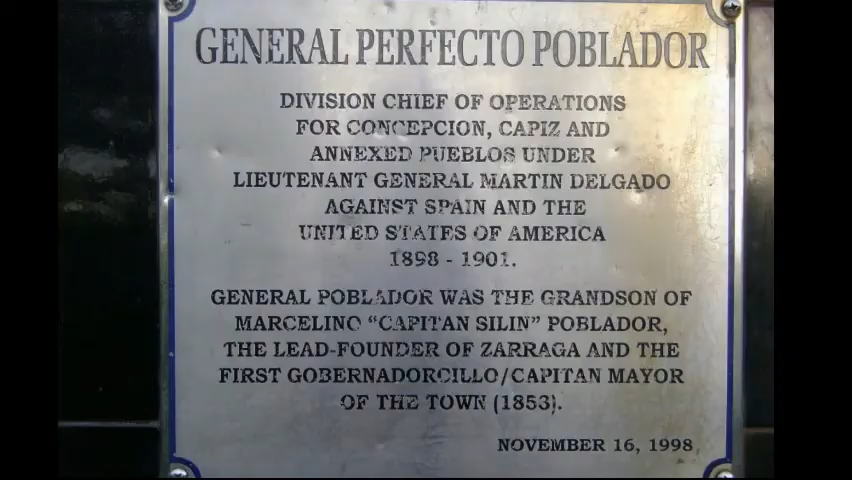 GENERAL PERFECTO POBLADOR
DIVISION CHIEF OF OPERATIONS
FOR CONCEPCION, CAPIZ AND
ANNEXED PUEBLOS UNDER
LIEUTENANT GENERAL MARTIN DELGADO
AGAINST SPAIN AND THE
UNITED STATES OF AMERICA
1898 - 1901.
GENERAL POBLADOR WAS THE GRANDSON OF
MARCELINO “CAPITAN SILIN” POBLADOR,
THE LEAD-FOUNDER OF ZARRAGA AND THE
FIRST GOBERNADORCILLO/CAPITAN MAYOR
OF THE TOWN (1853).
NOVEMBER 16, 1998